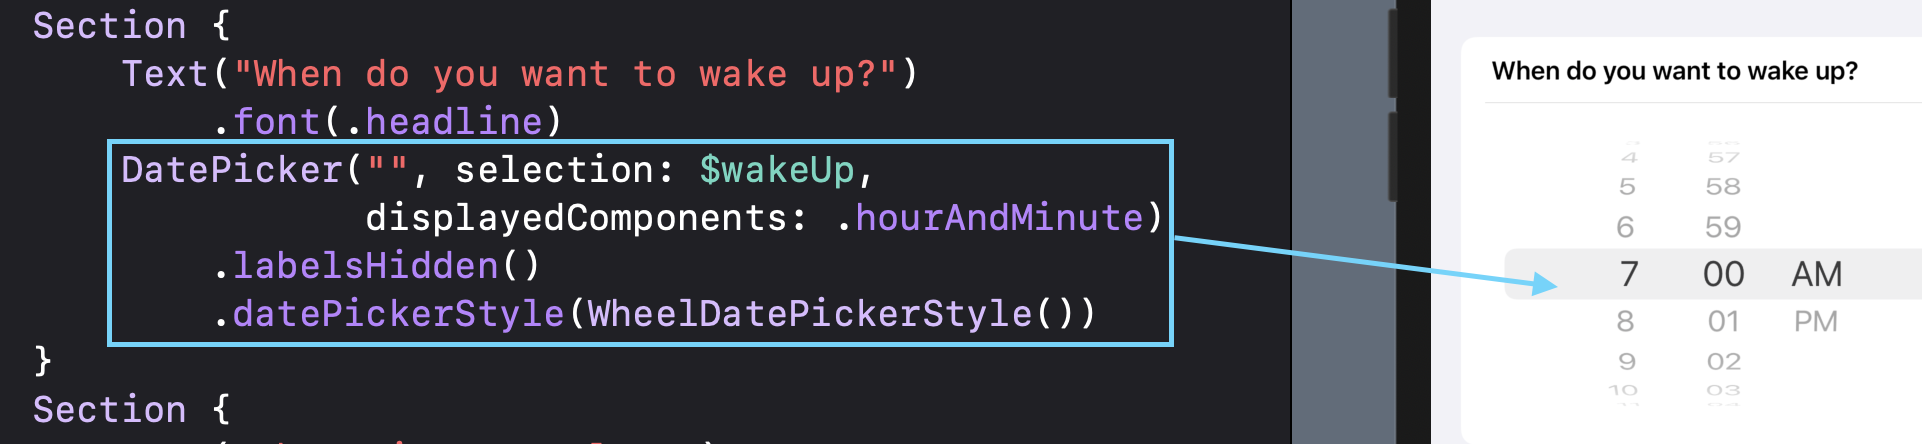 Section {
Text("When do you want to wake up?")
.font(.headline)
DatePicker("", selection: $wakeUp,
displayedComponents: .hourAndMinute)
.labelsHidden()
.datePickerStyle(WheelDatePickerStyle())
}
Section {
When do you want to wake up?
4 57
5 58
6 59
7 00 AM
8 01 PM
9 02
10 03